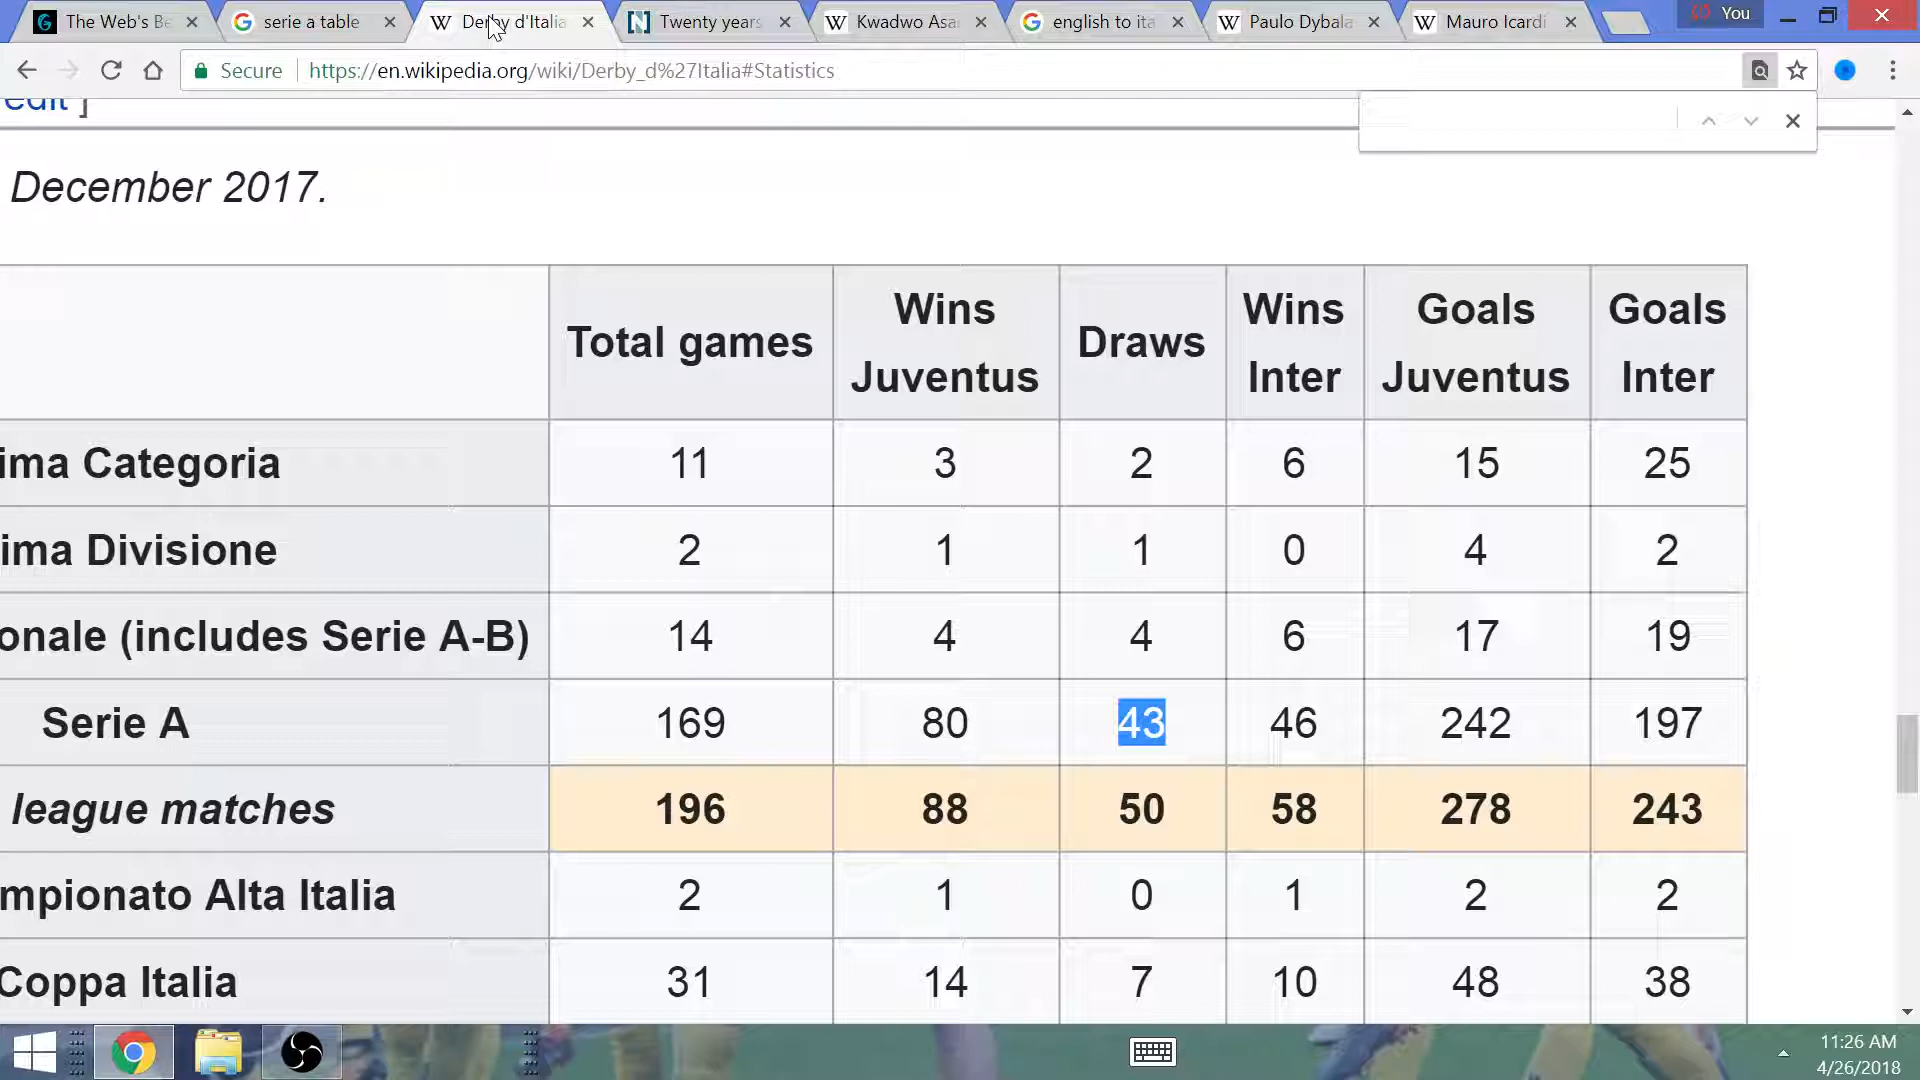 The Web's Be
serie a table
Derby d'Italia
Twenty years
Kwadwo Asa
english to ita
Paulo Dybala
Mauro Icardi
You
Secure
https://en.wikipedia.org/wiki/Derby_d%27Italia#Statistics
edit ]
December 2017.
Total games
Wins
Juventus
Draws
Wins
Inter
Goals
Juventus
Goals
Inter
ima Categoria 11 3 2 6 15 25
ima Divisione 2 1 1 0 4 2
onale (includes Serie A-B) 14 4 4 6 17 19
Serie A 169 80 43 46 242 197
league matches 196 88 50 58 278 243
mpionato Alta Italia 2 1 0 1 2 2
Coppa Italia 31 14 7 10 48 38
11:26 AM
4/26/2018